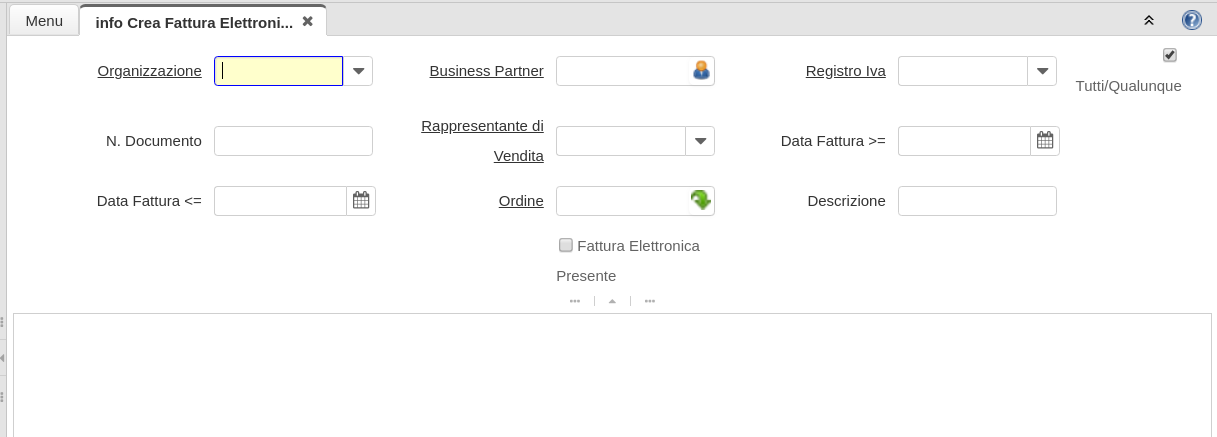 Menu
info Crea Fattura Elettroni...
Organizzazione
Business Partner
Registro Iva
Tutti/Qualunque
N. Documento
Rappresentante di
Vendita
Data Fattura >=
Data Fattura <=
Ordine
Descrizione
Fattura Elettronica
Presente